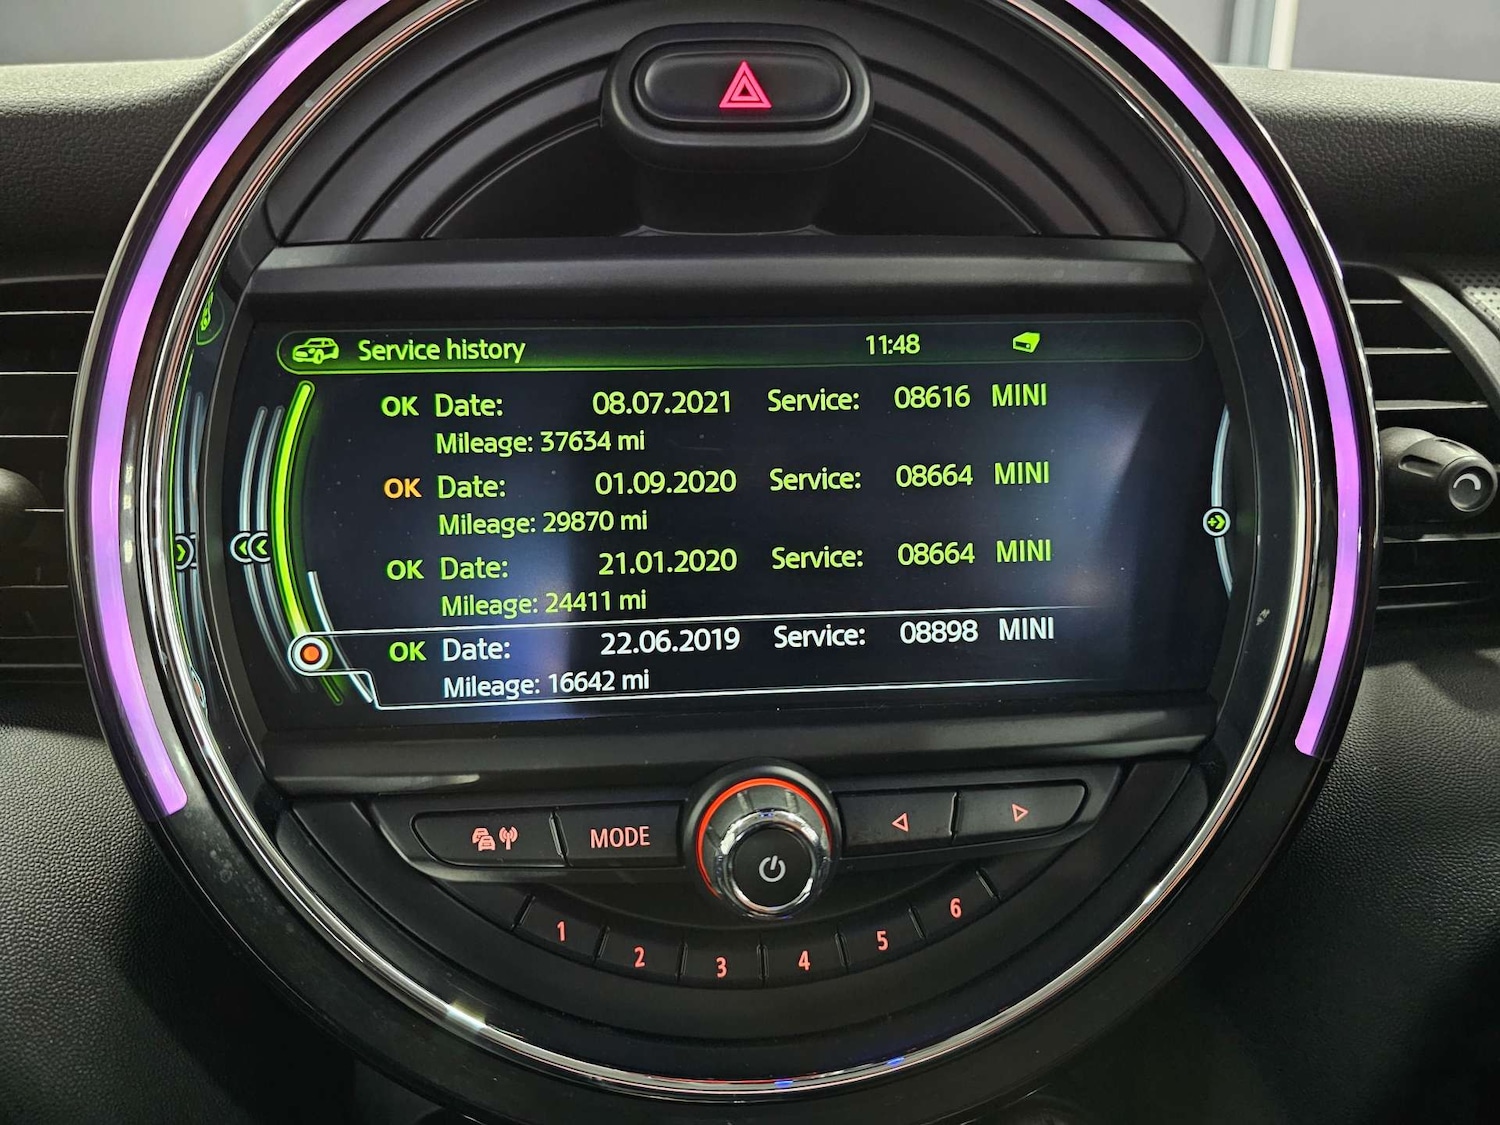 Service history 11:48
OK Date: 08.07.2021 Service: 08616 MINI
Mileage: 37634 mi
OK Date: 01.09.2020 Service: 08664 MINI
Mileage: 29870 mi
OK Date: 21.01.2020 Service: 08664 MINI
Mileage: 24411 mi
OK Date: 22.06.2019 Service: 08898 MINI
Mileage: 16642 mi
MODE
1 2 3 4 5 6